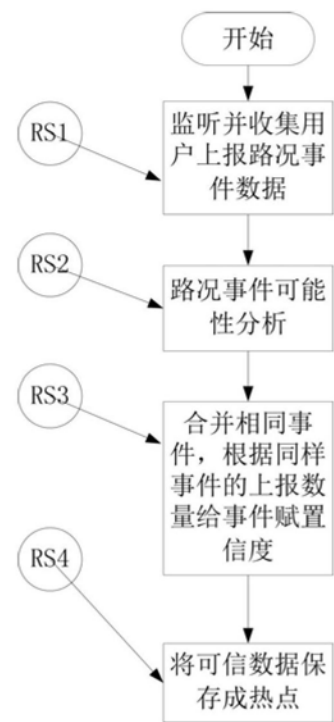 开始
RS1
监听并收集用
户上报路况事
件数据
RS2
路况事件可能
性分析
RS3
合并相同事
件，根据同样
事件的上报数
量给事件赋置
信度
RS4
将可信数据保
存成热点